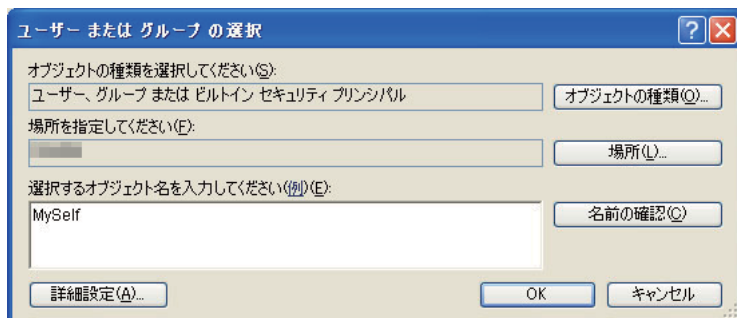 ユーザー または グループ の選択
オブジェクトの種類を選択してください(S):
ユーザー、グループ または ビルトイン セキュリティ プリンシパル
オブジェクトの種類(O)...
場所を指定してください(F):
場所(L)...
選択するオブジェクト名を入力してください(例)(E):
MySelf
名前の確認(C)
詳細設定(A)...
OK
キャンセル